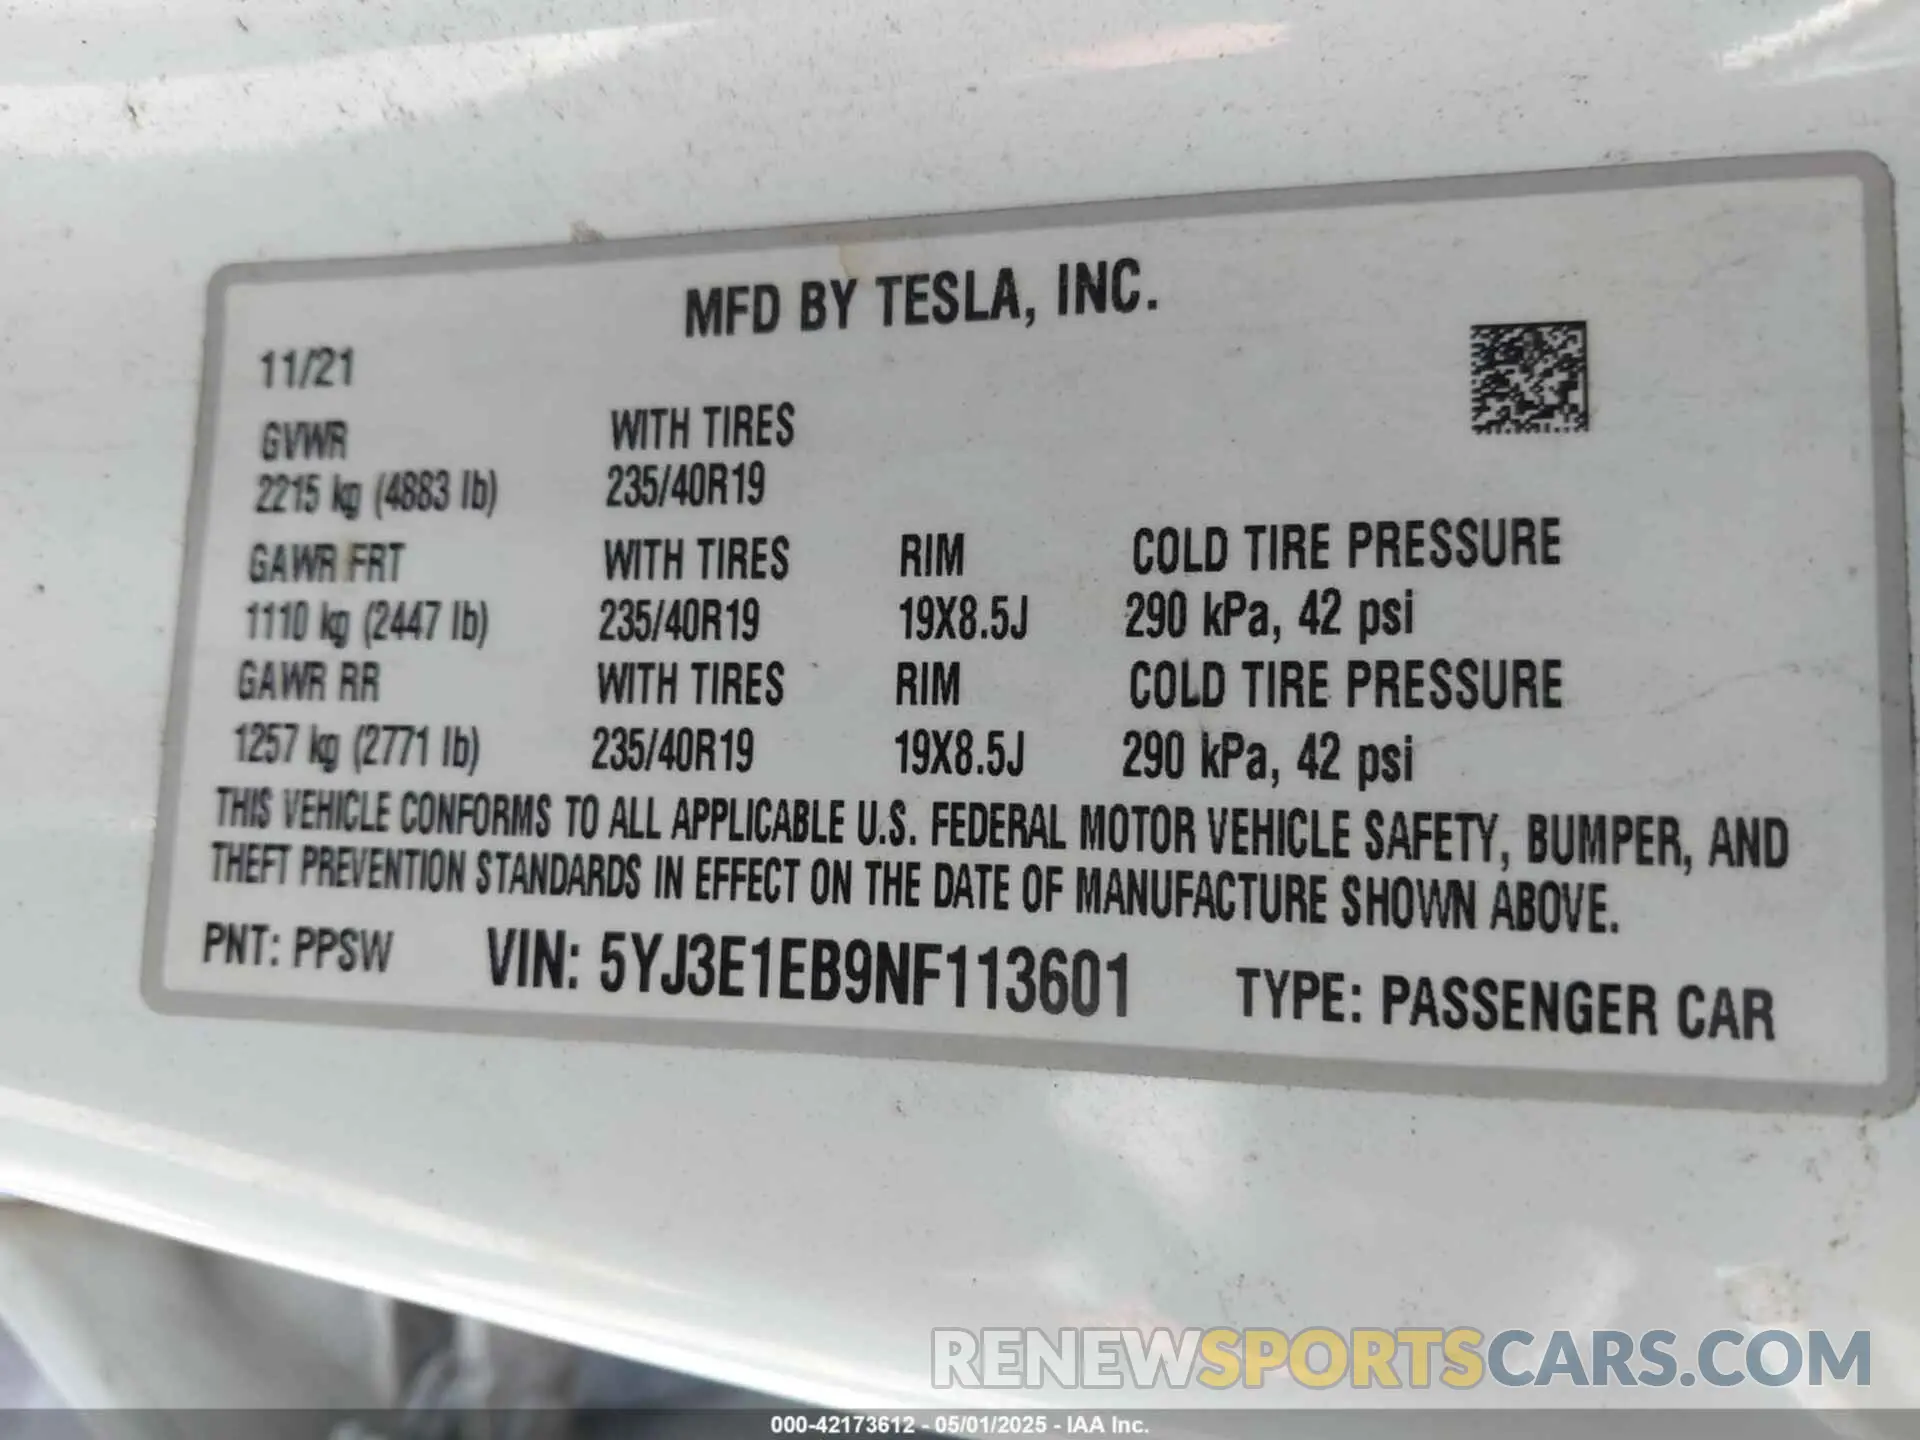 MFD BY TESLA, INC.
11/21
GVWR WITH TIRES
2215 kg (4883 lb) 235/40R19
GAWR FRT WITH TIRES RIM COLD TIRE PRESSURE
1110 kg (2447 lb) 235/40R19 19X8.5J 290 kPa, 42 psi
GAWR RR WITH TIRES RIM COLD TIRE PRESSURE
1257 kg (2771 lb) 235/40R19 19X8.5J 290 kPa, 42 psi
THIS VEHICLE CONFORMS TO ALL APPLICABLE U.S. FEDERAL MOTOR VEHICLE SAFETY, BUMPER, AND
THEFT PREVENTION STANDARDS IN EFFECT ON THE DATE OF MANUFACTURE SHOWN ABOVE.
PNT: PPSW VIN: 5YJ3E1EB9NF113601 TYPE: PASSENGER CAR
RENEWSPORTSCARS.COM
000-42173612 - 05/01/2025 - IAA Inc.